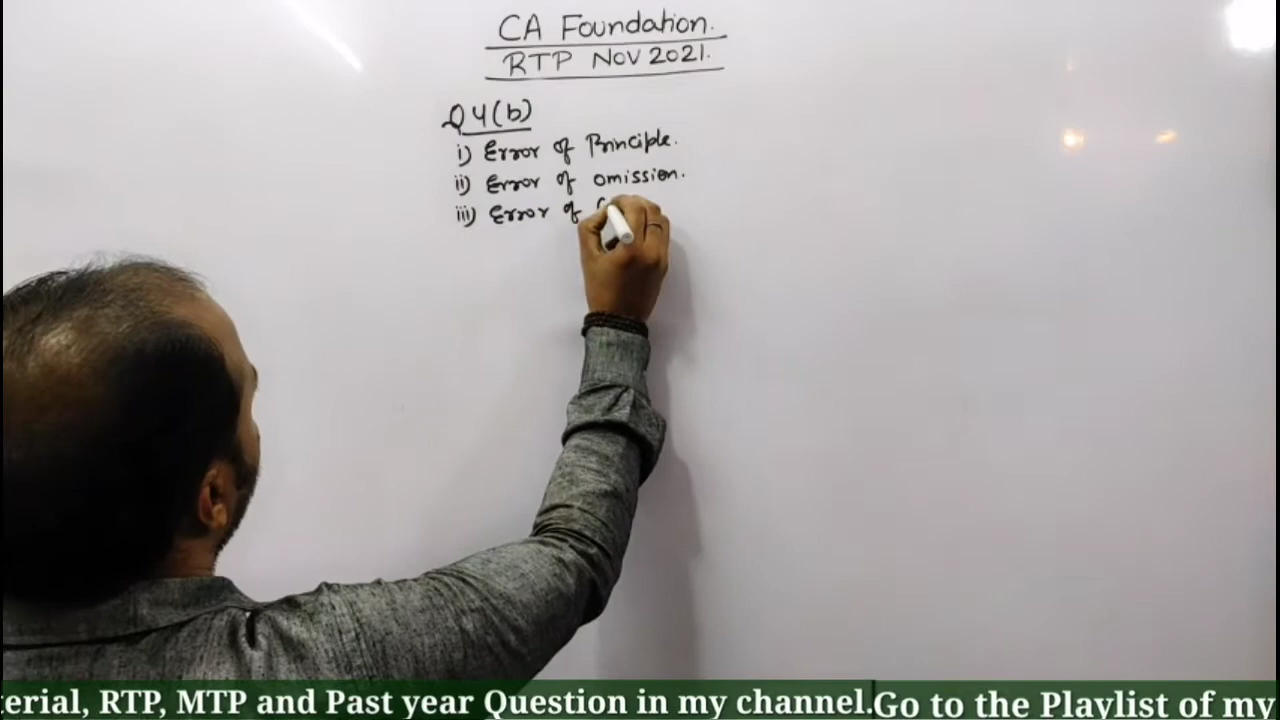 CA Foundation.
RTP Nov 2021.
Q4(b)
i) Error of Principle.
ii) Error of omission.
iii) Error of
terial, RTP, MTP and Past year Question in my channel.Go to the Playlist of my